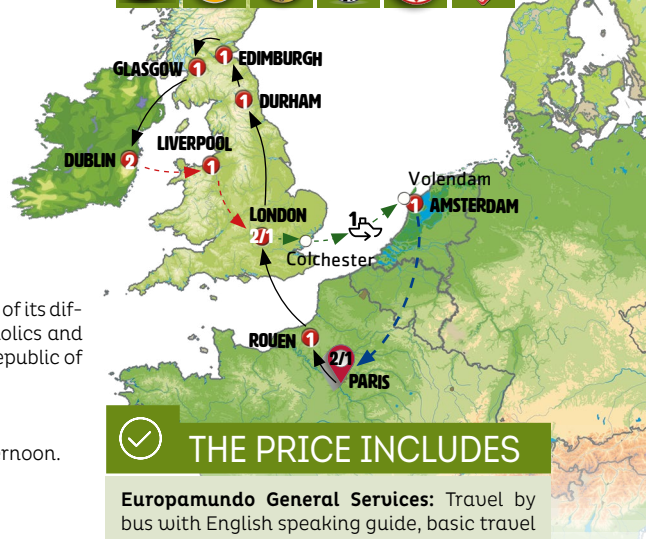 1
EDINBURGH
GLASGOW
1
1
DURHAM
LIVERPOOL
DUBLIN
2
1
Volendam
1
AMSTERDAM
LONDON
2/1
1
Colchester
of its dif-
olics and
epublic of
ROUEN
1
2/1
PARIS
ernoon.
THE PRICE INCLUDES
Europamundo General Services: Travel by
bus with English speaking guide, basic travel